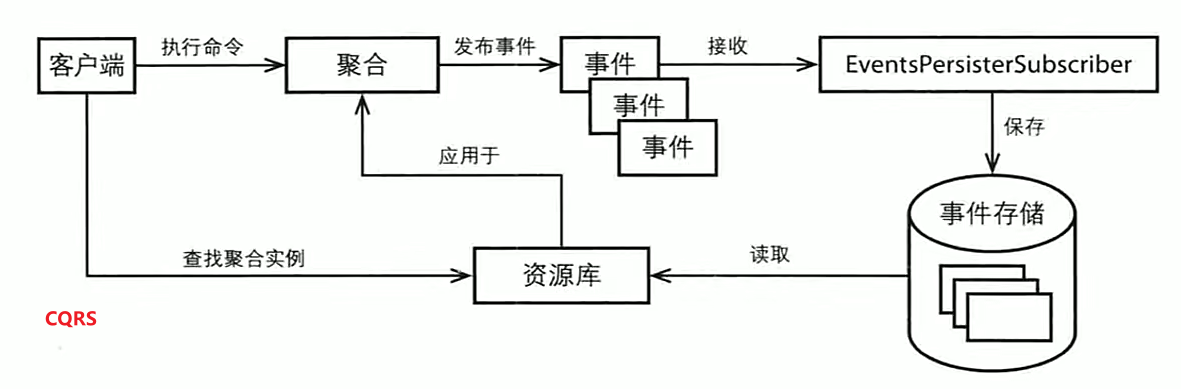 客户端
执行命令
聚合
发布事件
事件
事件
事件
接收
EventsPersisterSubscriber
保存
应用于
事件存储
查找聚合实例
资源库
读取
CQRS